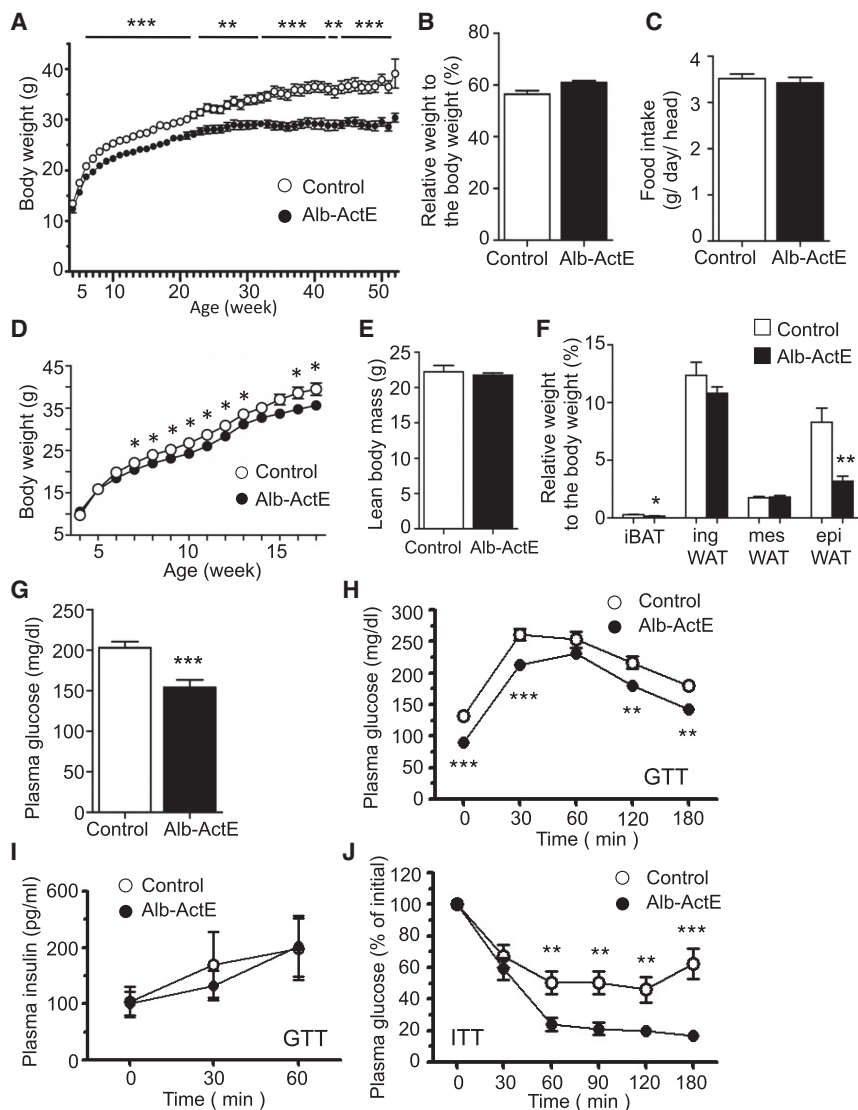 A
*** ** *** ** ***
Body weight (g)
40
30
20
10
0
5 10 20 30 40 50
Age (week)
Control
Alb-ActE
B
Relative weight to
the body weight (%)
80
60
40
20
0
Control Alb-ActE
C
Food intake
(g/ day/ head)
4
3
2
1
0
Control Alb-ActE
D
Body weight (g)
45
35
25
15
5
* * * * * * * * *
5 10 15
Age (week)
Control
Alb-ActE
E
Lean body mass (g)
25
20
15
10
5
0
Control Alb-ActE
F
Relative weight
to the body weight (%)
15
10
5
0
Control
Alb-ActE
* **
iBAT ing mes epi
WAT WAT WAT
G
Plasma glucose (mg/dl)
250
200
150
100
50
0
***
Control Alb-ActE
H
Plasma glucose (mg/dl)
300
250
200
150
100
50
0
Control
Alb-ActE
*** *** ** **
GTT
0 30 60 120 180
Time ( min )
I
Plasma insulin (pg/ml)
600
200
100
0
Control
Alb-ActE
GTT
0 30 60
Time ( min )
J
Plasma glucose (% of initial)
120
100
80
60
40
20
0
Control
Alb-ActE
** ** ** ***
ITT
0 30 60 90 120 180
Time ( min )